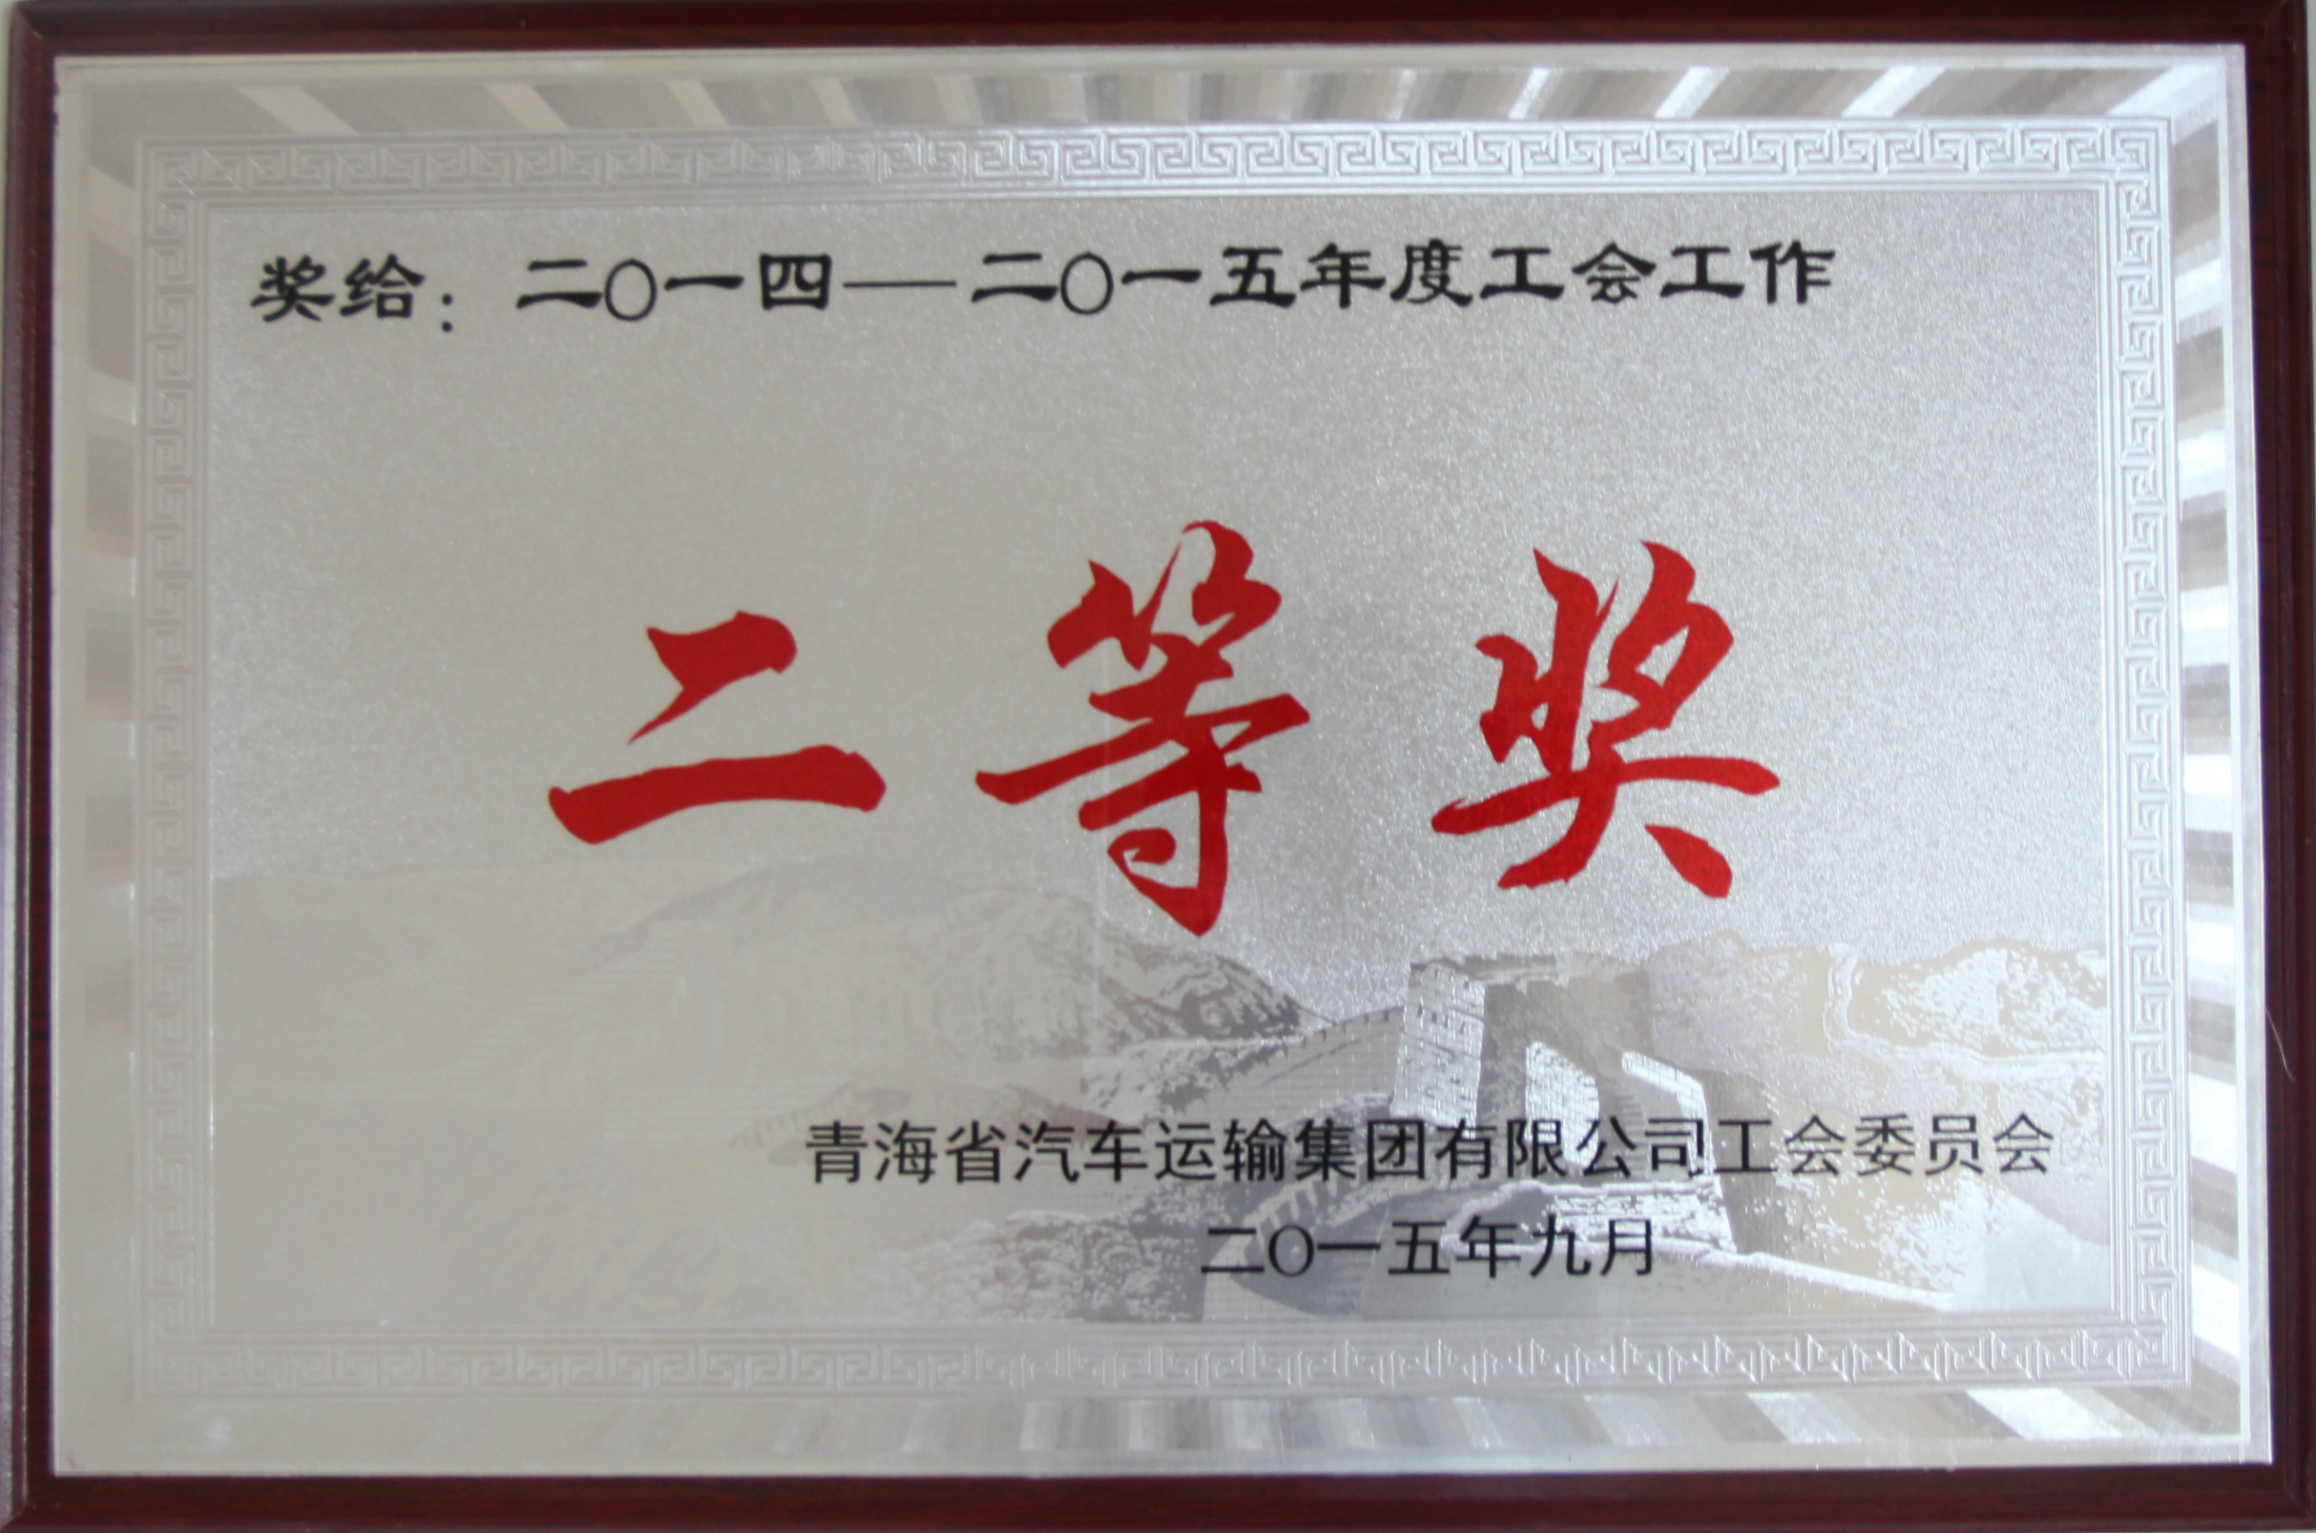 奖给：二〇一四—二〇一五年度工会工作
二等奖
青海省汽车运输集团有限公司工会委员会
二〇一五年九月